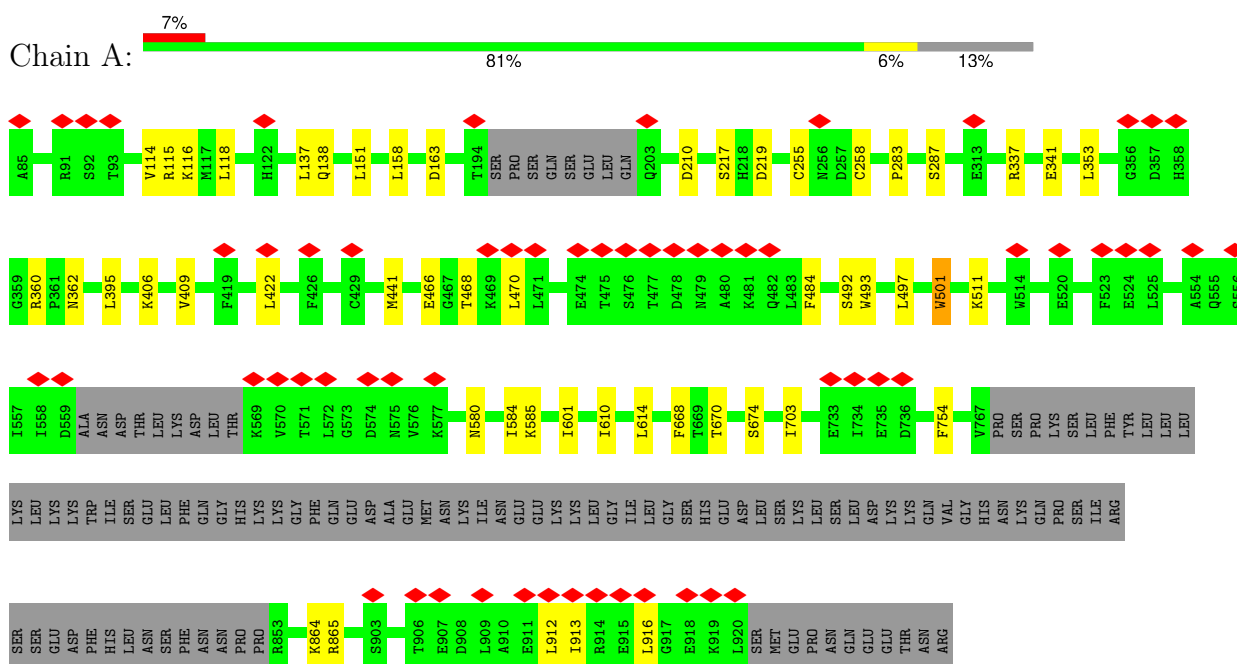 7%
Chain A:
81% 6% 13%
A85 R91 S92 T93 V114 R115 K116 M117 L118 H122 L137 Q138 L151 L158 D163 T194 SER PRO SER GLN SER GLU LEU GLN Q203 D210 S217 H218 D219 C255 N256 D257 C258 P283 S287 E313 R337 E341 L353 G356 D357 H358
G359 R360 P361 N362 L395 K406 V409 F419 L422 F426 C429 M441 E466 G467 T468 K469 L470 L471 E474 T475 S476 T477 D478 N479 A480 K481 Q482 L483 F484 S492 W493 L497 W501 K511 W514 E520 F523 E524 L525 A554 Q555
I557 I558 D559 ALA ASN ASP THR LEU LYS ASP LEU THR K569 V570 T571 L572 G573 D574 N575 V576 K577 N580 I584 K585 I601 I610 L614 F668 T669 T670 S674 I703 E733 I734 E735 D736 F754 V767 PRO SER PRO LYS SER LEU PHE TYR LEU LEU LEU
LYS LEU LYS LYS TRP ILE SER GLU LEU PHE GLN GLY HIS LYS LYS GLY PHE GLN GLU ASP ALA GLU MET ASN LYS ILE ASN GLU GLU LYS LYS LEU GLY ILE LEU GLY SER HIS GLU ASP LEU SER LYS LEU SER LEU ASP LYS LYS GLN VAL GLY HIS ASN LYS GLN PRO SER ILE ARG
SER SER GLU ASP PHE HIS LEU ASN SER PHE ASN ASN PRO PRO R853 K864 R865 S903 T906 E907 D908 L909 A910 E911 L912 I913 R914 E915 L916 G917 E918 K919 L920 SER MET GLU PRO ASN GLN GLU GLU THR ASN ARG